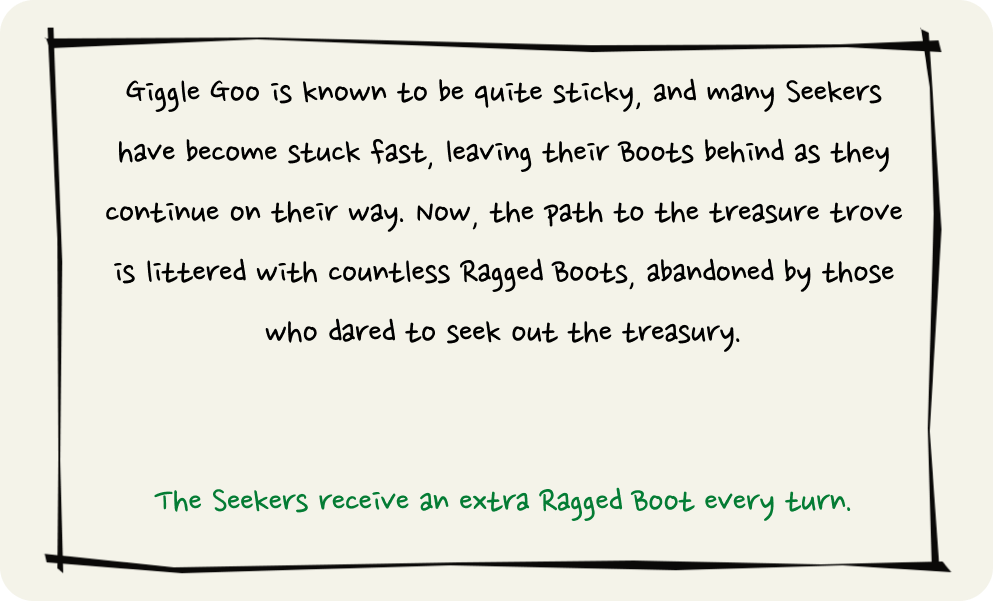 Giggle Goo is known to be quite sticky, and many Seekers
have become stuck fast, leaving their Boots behind as they
continue on their way. Now, the path to the treasure trove
is littered with countless Ragged Boots, abandoned by those
who dared to seek out the treasury.
The Seekers receive an extra Ragged Boot every turn.